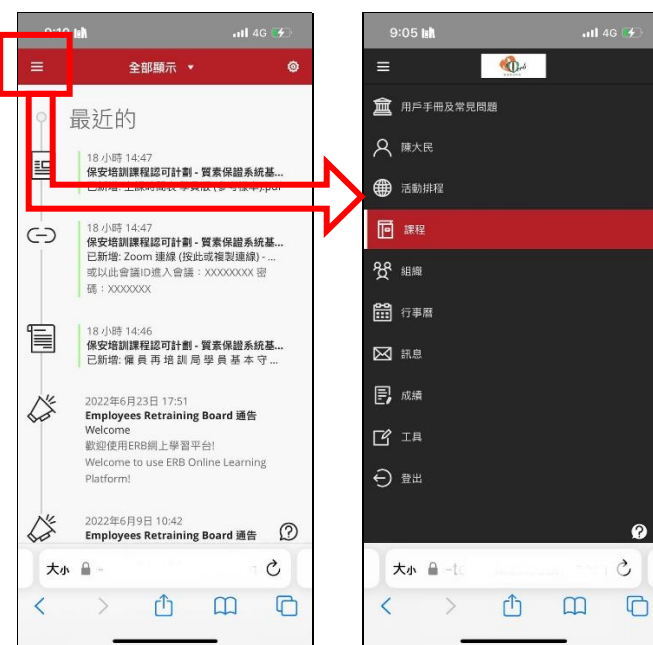 4G
全部顯示 ▼
最近的
18 小時 14:47
保安培訓課程認可計劃 - 質素保證系統基...
18 小時 14:47
保安培訓課程認可計劃 - 質素保證系統基...
已新增: Zoom 連線 (按此或複製連線) - ...
或以此會議ID進入會議：XXXXXXXX 密
碼：XXXXXXX
18 小時 14:46
保安培訓課程認可計劃 - 質素保證系統基...
已新增: 僱 員 再 培 訓 局 學 員 基 本 守 ...
2022年6月23日 17:51
Employees Retraining Board 通告
Welcome
歡迎使用ERB網上學習平台!
Welcome to use ERB Online Learning
Platform!
2022年6月9日 10:42
Employees Retraining Board 通告
大小
9:05
4G
用戶手冊及常見問題
陳大民
活動排程
課程
組織
行事曆
訊息
成績
工具
登出
大小